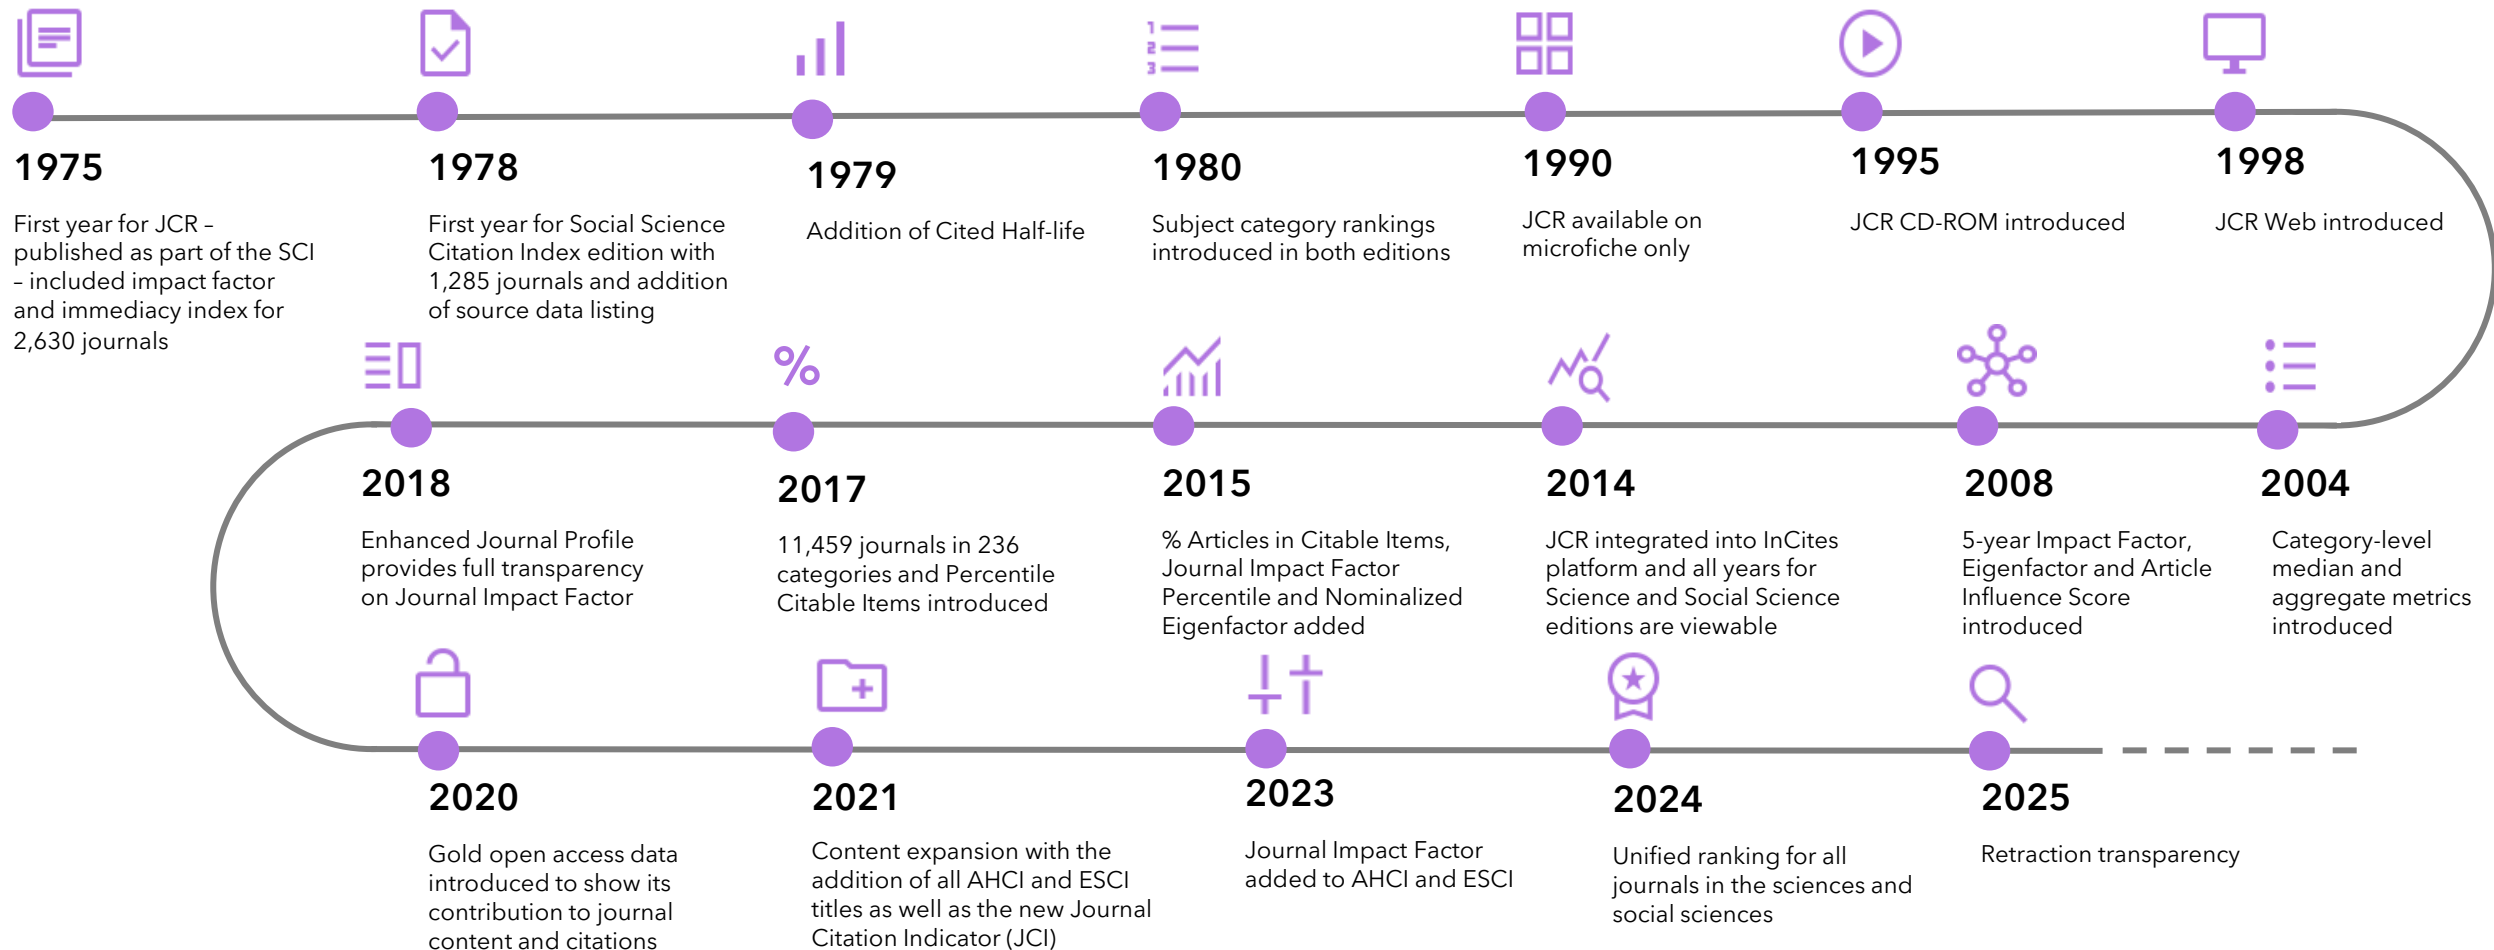 1975
First year for JCR –
published as part of the SCI
– included impact factor
and immediacy index for
2,630 journals
1978
First year for Social Science
Citation Index edition with
1,285 journals and addition
of source data listing
1979
Addition of Cited Half-life
1
2
3
1980
Subject category rankings
introduced in both editions
1990
JCR available on
microfiche only
1995
JCR CD-ROM introduced
1998
JCR Web introduced
2018
Enhanced Journal Profile
provides full transparency
on Journal Impact Factor
%
2017
11,459 journals in 236
categories and Percentile
Citable Items introduced
2015
% Articles in Citable Items,
Journal Impact Factor
Percentile and Nominalized
Eigenfactor added
2014
JCR integrated into InCites
platform and all years for
Science and Social Science
editions are viewable
2008
5-year Impact Factor,
Eigenfactor and Article
Influence Score
introduced
2004
Category-level
median and
aggregate metrics
introduced
2020
Gold open access data
introduced to show its
contribution to journal
content and citations
2021
Content expansion with the
addition of all AHCI and ESCI
titles as well as the new Journal
Citation Indicator (JCI)
2023
Journal Impact Factor
added to AHCI and ESCI
2024
Unified ranking for all
journals in the sciences and
social sciences
2025
Retraction transparency